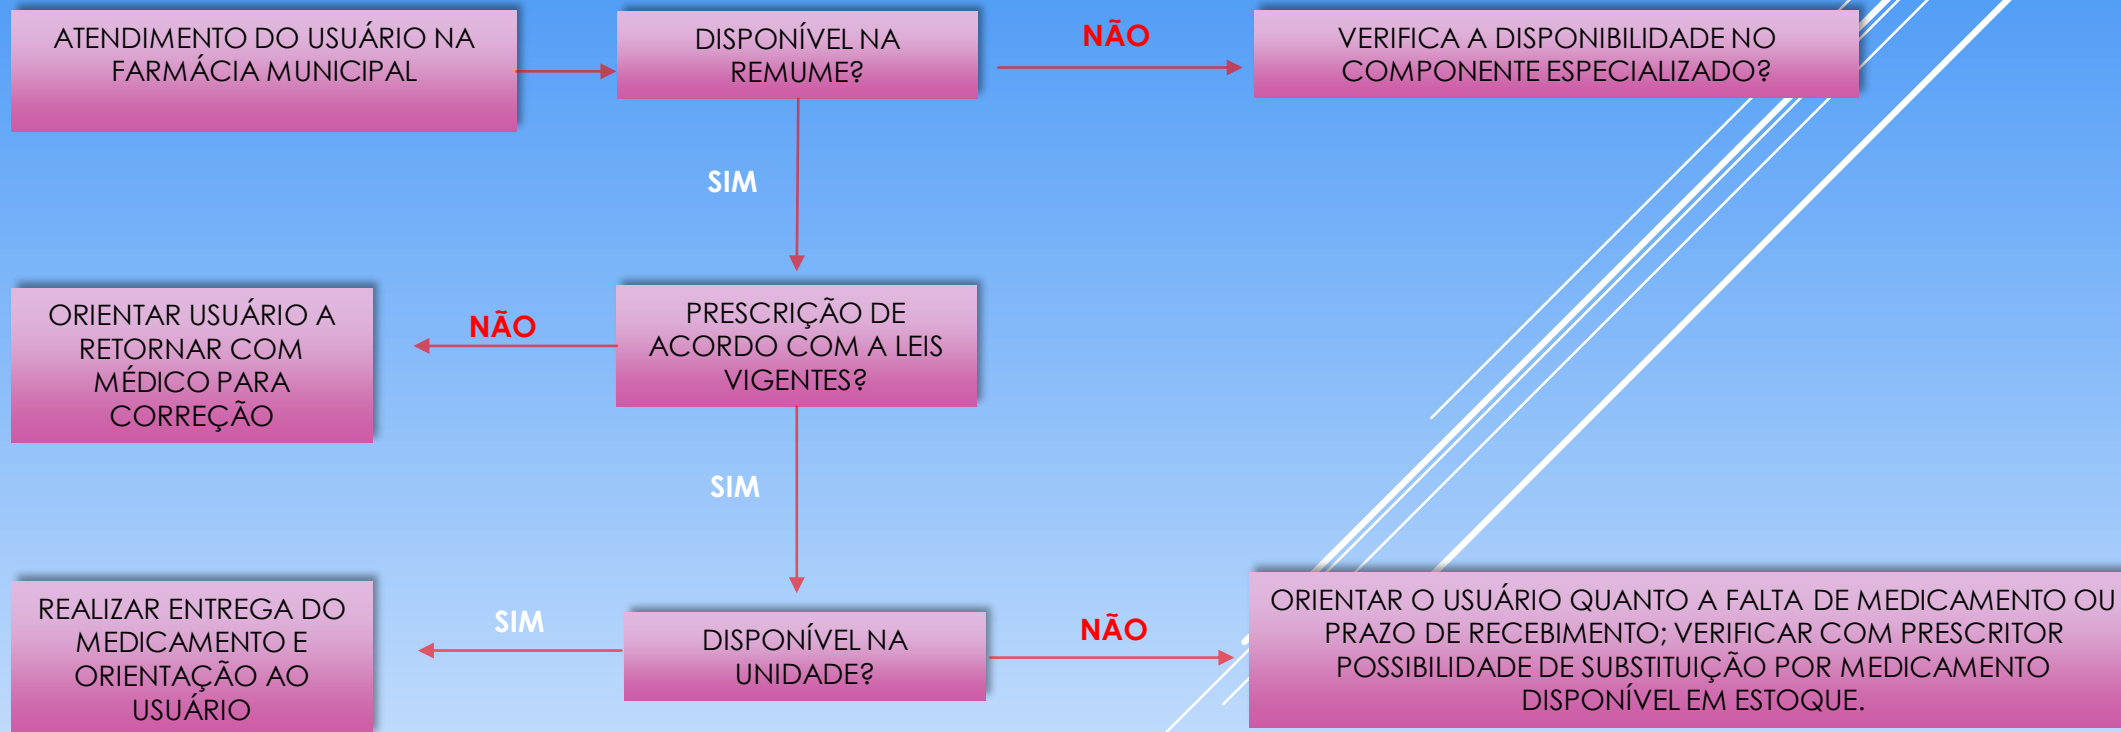 ATENDIMENTO DO USUÁRIO NA
FARMÁCIA MUNICIPAL
DISPONÍVEL NA
REMUME?
NÃO
VERIFICA A DISPONIBILIDADE NO
COMPONENTE ESPECIALIZADO?
SIM
ORIENTAR USUÁRIO A
RETORNAR COM
MÉDICO PARA
CORREÇÃO
NÃO
PRESCRIÇÃO DE
ACORDO COM A LEIS
VIGENTES?
SIM
REALIZAR ENTREGA DO
MEDICAMENTO E
ORIENTAÇÃO AO
USUÁRIO
SIM
DISPONÍVEL NA
UNIDADE?
NÃO
ORIENTAR O USUÁRIO QUANTO A FALTA DE MEDICAMENTO OU
PRAZO DE RECEBIMENTO; VERIFICAR COM PRESCRITOR
POSSIBILIDADE DE SUBSTITUIÇÃO POR MEDICAMENTO
DISPONÍVEL EM ESTOQUE.